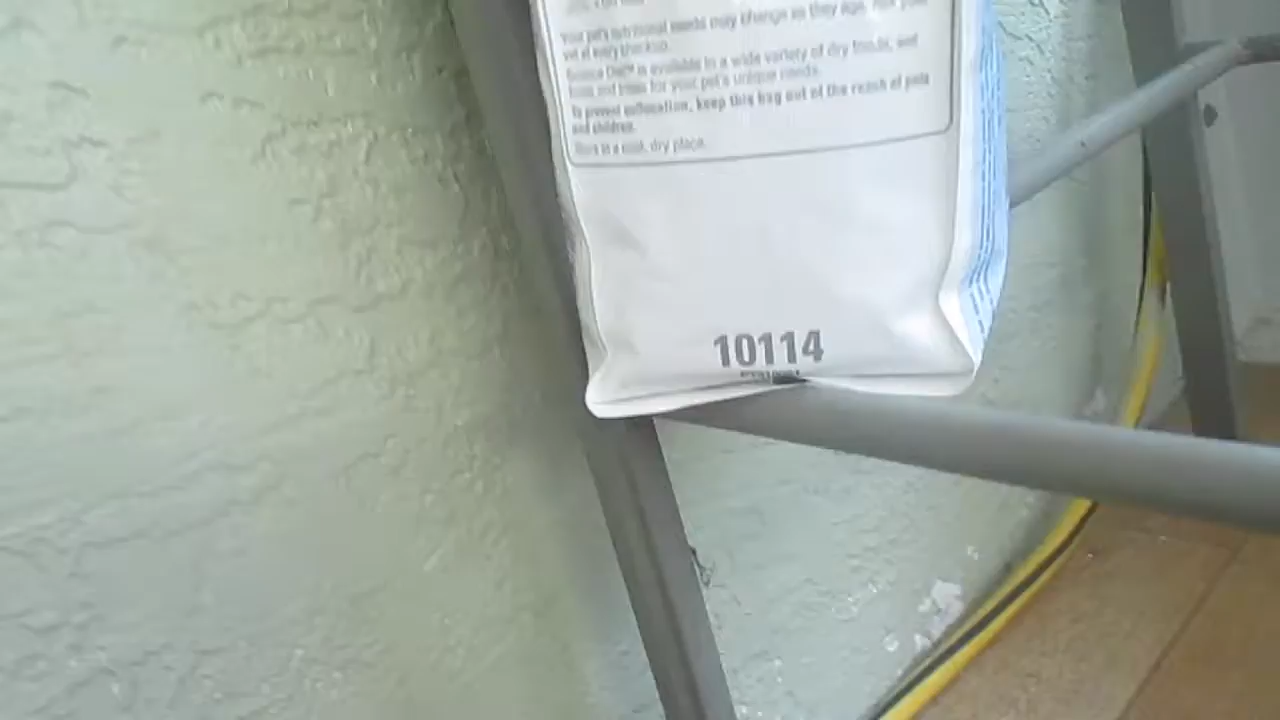 Your pet's nutritional needs may change as they age. Ask your
vet at every checkup.
Science Diet™ is available in a wide variety of dry foods, wet
foods and treats for your pet's unique needs.
To prevent suffocation, keep this bag out of the reach of pets
and children.
Store in a cool, dry place.
10114